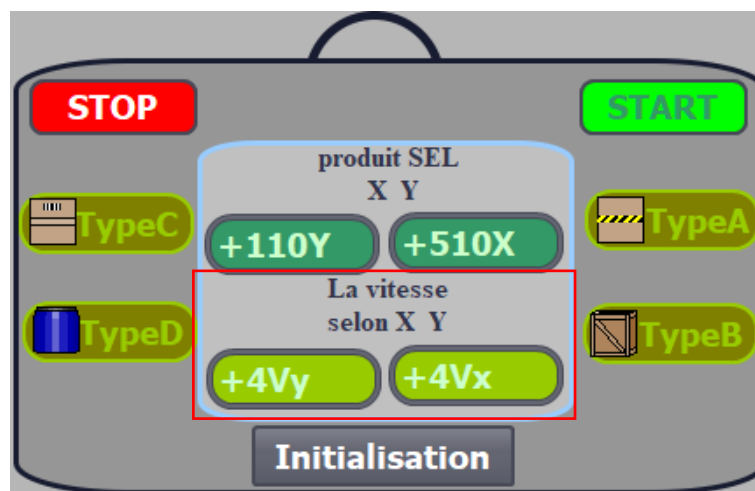 STOP
START
produit SEL
X Y
TypeC
TypeA
+110Y
+510X
La vitesse
selon X Y
TypeD
TypeB
+4Vy
+4Vx
Initialisation